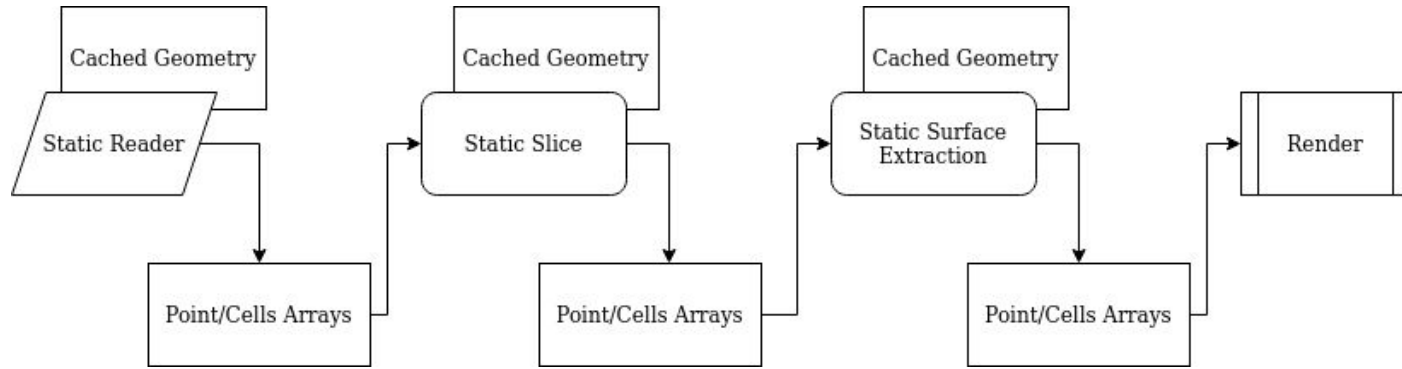 Cached Geometry
Cached Geometry
Cached Geometry
Static Reader
Static Slice
Static Surface
Extraction
Render
Point/Cells Arrays
Point/Cells Arrays
Point/Cells Arrays